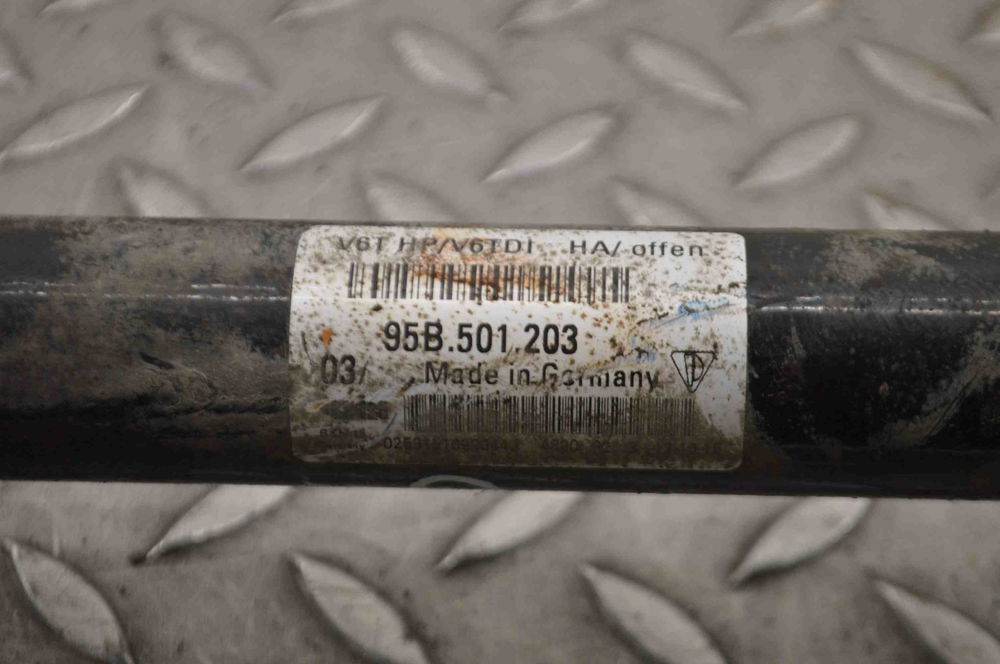 V6T HP/V6TDI HA/ offen
95B.501 203
03/
Made in Germany